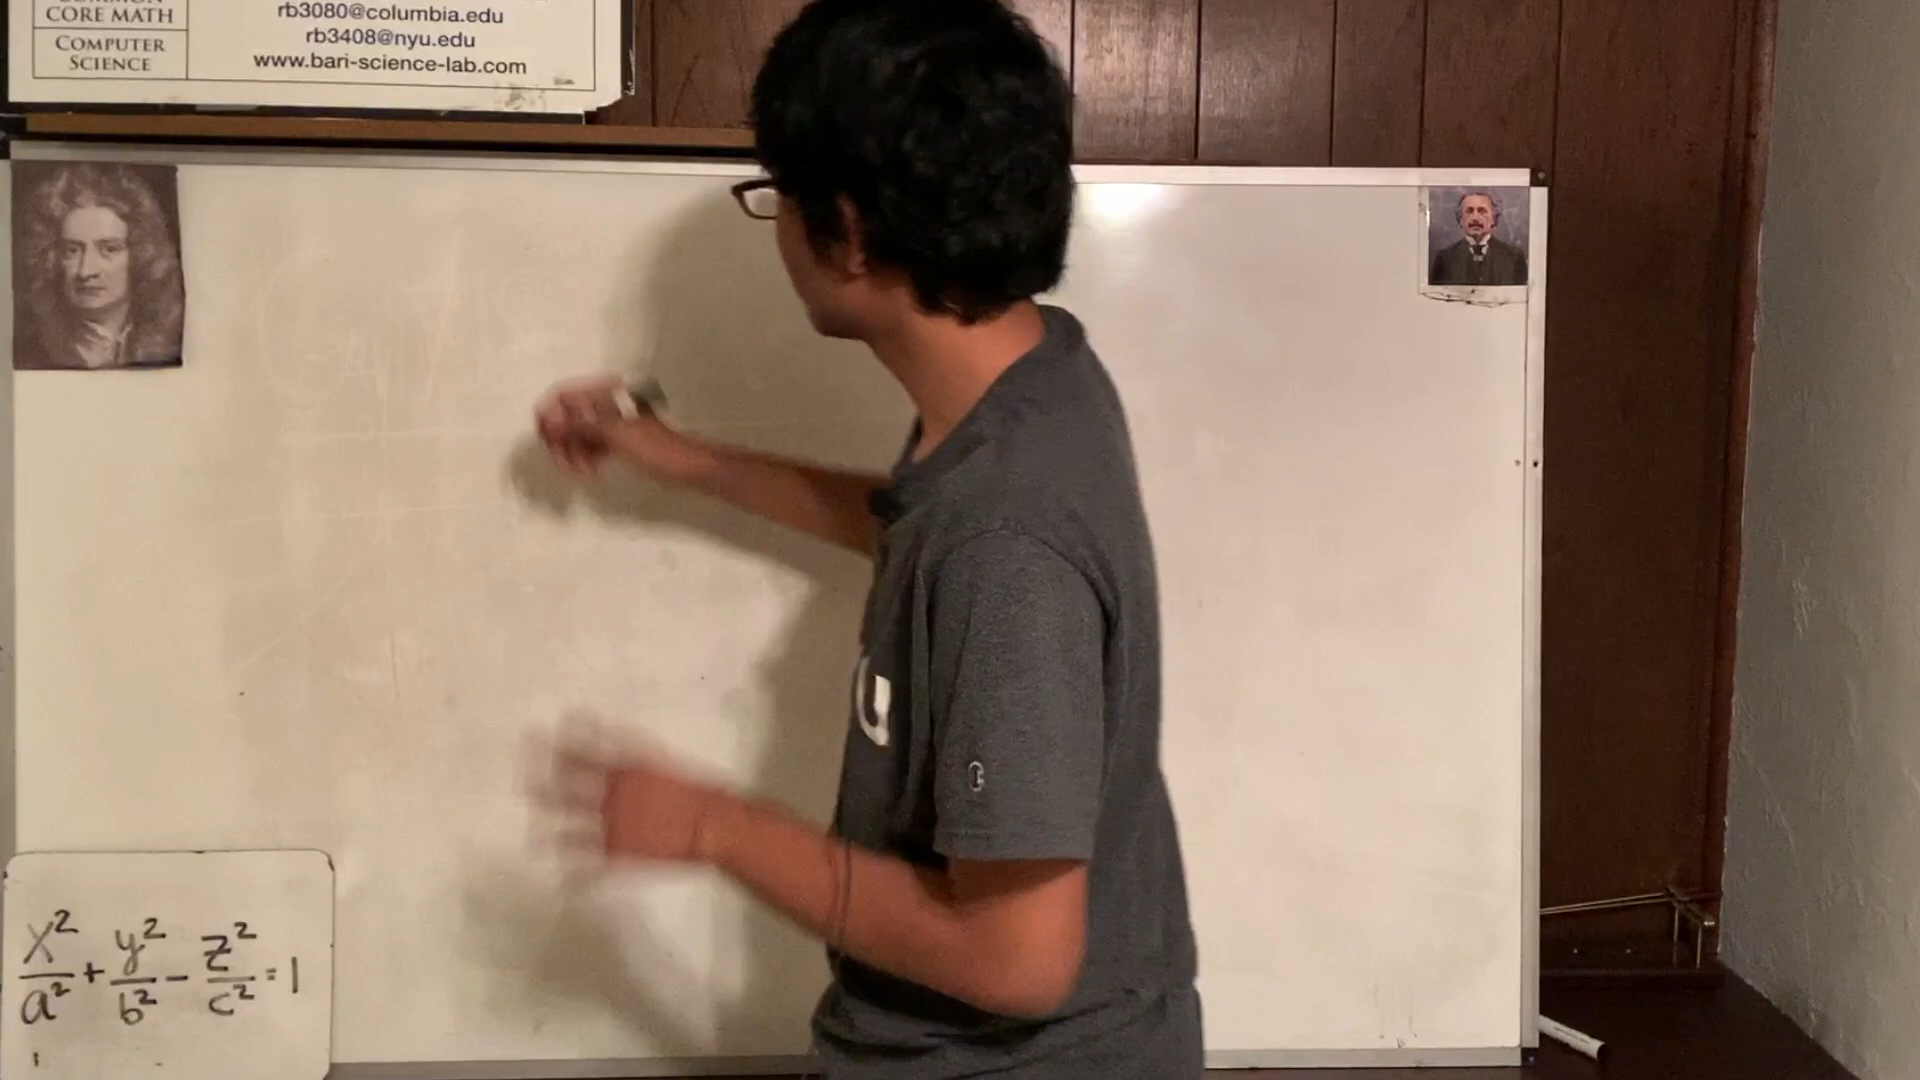 CORE MATH
COMPUTER
SCIENCE
rb3080@columbia.edu
rb3408@nyu.edu
www.bari-science-lab.com
x²/a² + y²/b² - z²/c² = 1